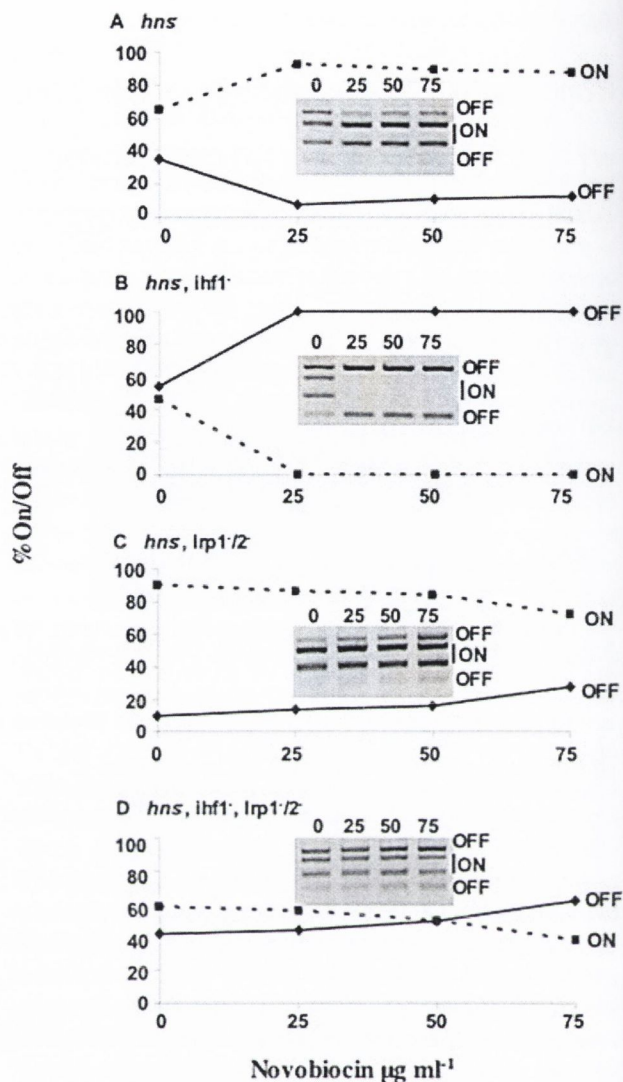 A hns
100
80
60
40
20
0
0 25 50 75
OFF
ON
OFF
ON
OFF
0 25 50 75
B hns, ihf1-
100
80
60
40
20
0
0 25 50 75
OFF
ON
OFF
OFF
ON
0 25 50 75
%On/Off
C hns, lrp1-/2-
100
80
60
40
20
0
0 25 50 75
OFF
ON
OFF
ON
OFF
0 25 50 75
D hns, ihf1-, lrp1-/2-
100
80
60
40
20
0
0 25 50 75
OFF
ON
OFF
OFF
ON
0 25 50 75
Novobiocin µg ml-1